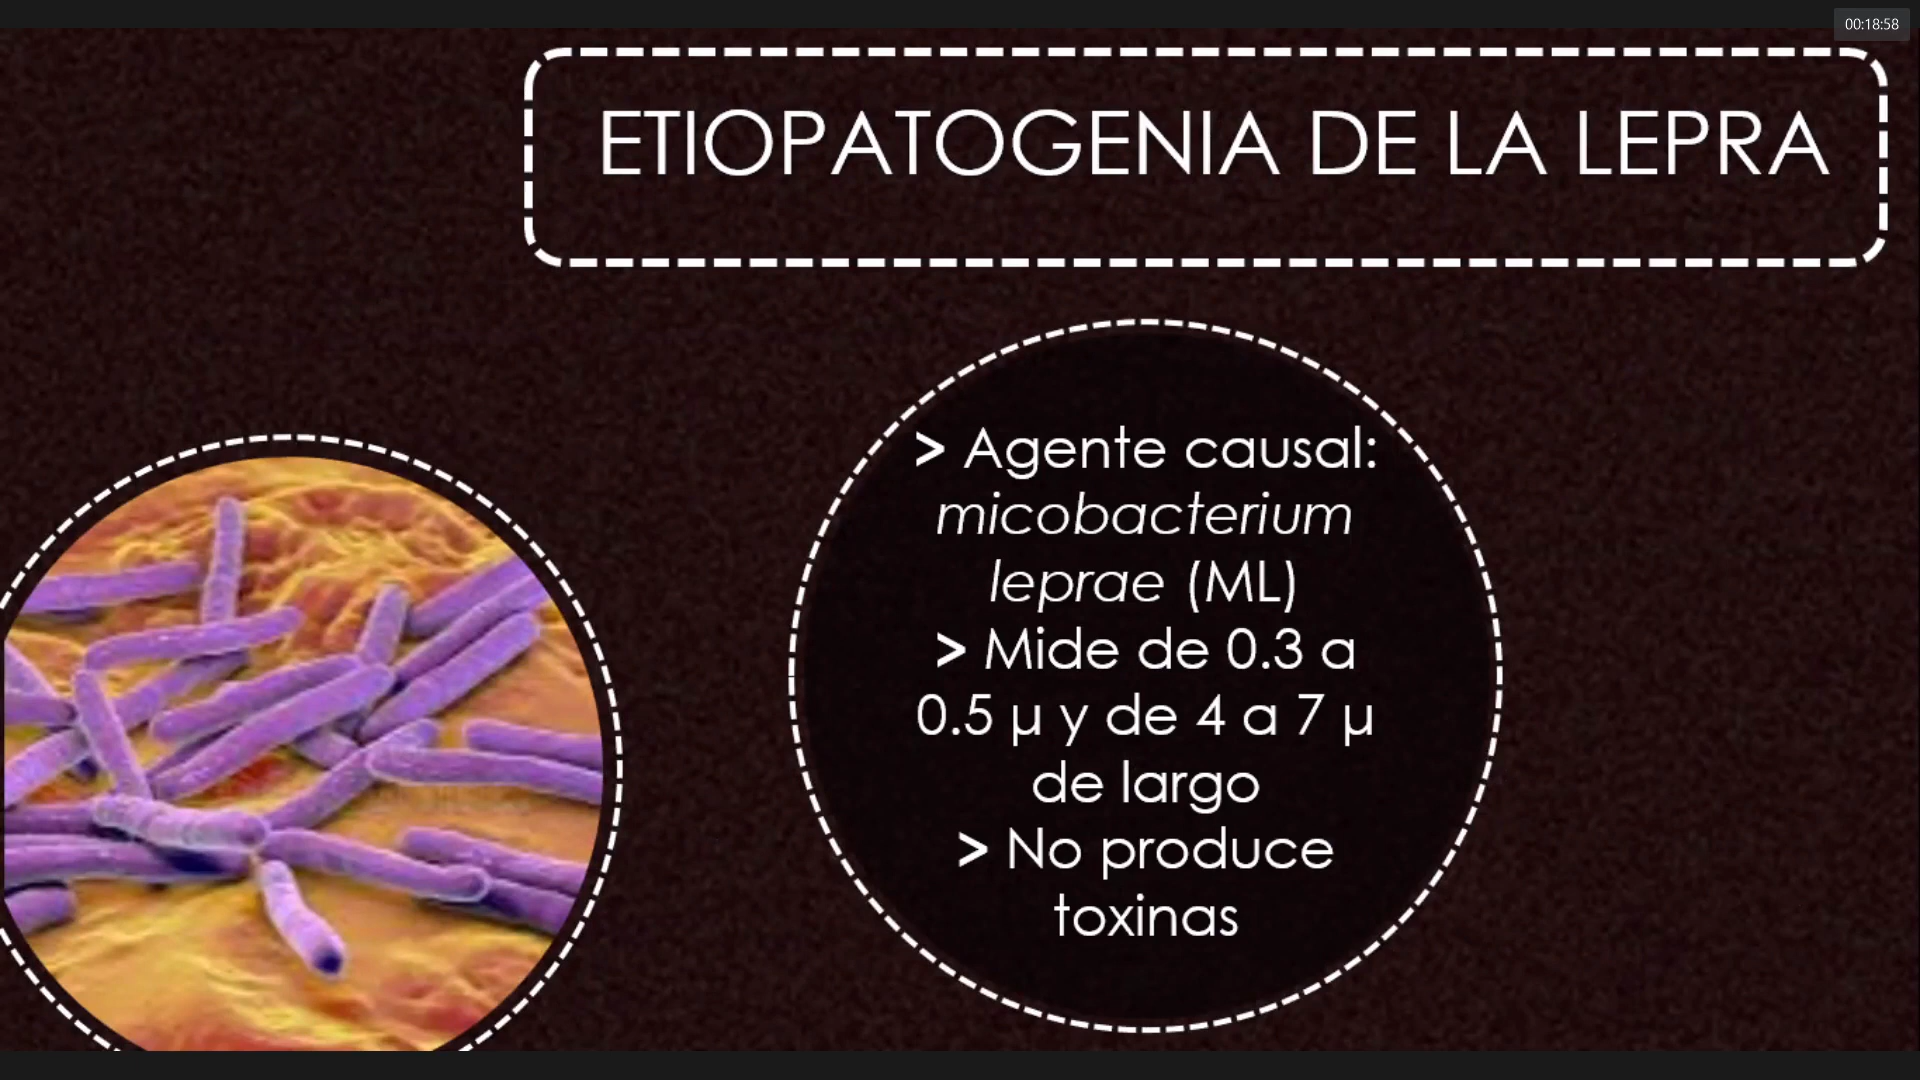 00:18:58
ETIOPATOGENIA DE LA LEPRA
> Agente causal:
micobacterium
leprae (ML)
> Mide de 0.3 a
0.5 µ y de 4 a 7 µ
de largo
> No produce
toxinas